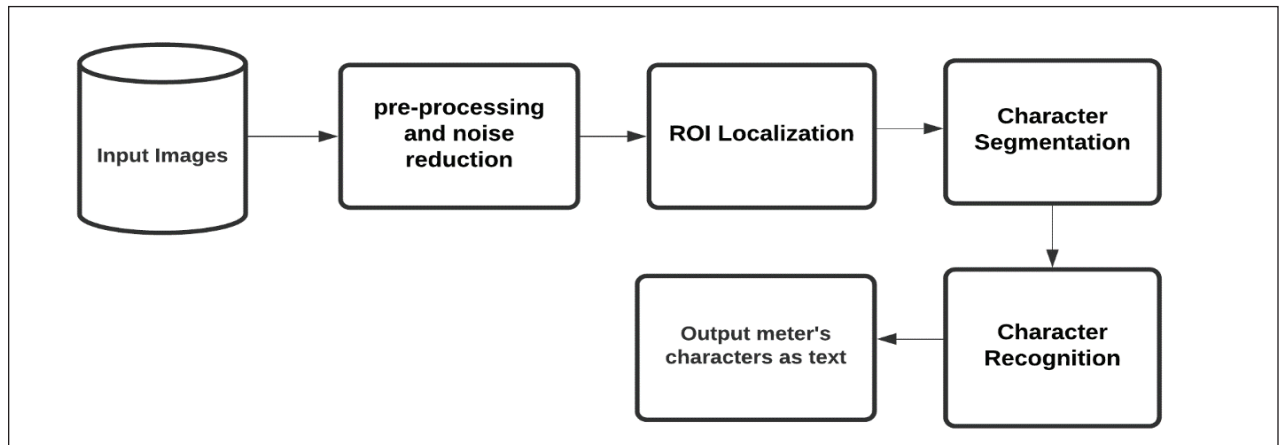 Input Images
pre-processing
and noise
reduction
ROI Localization
Character
Segmentation
Character
Recognition
Output meter's
characters as text